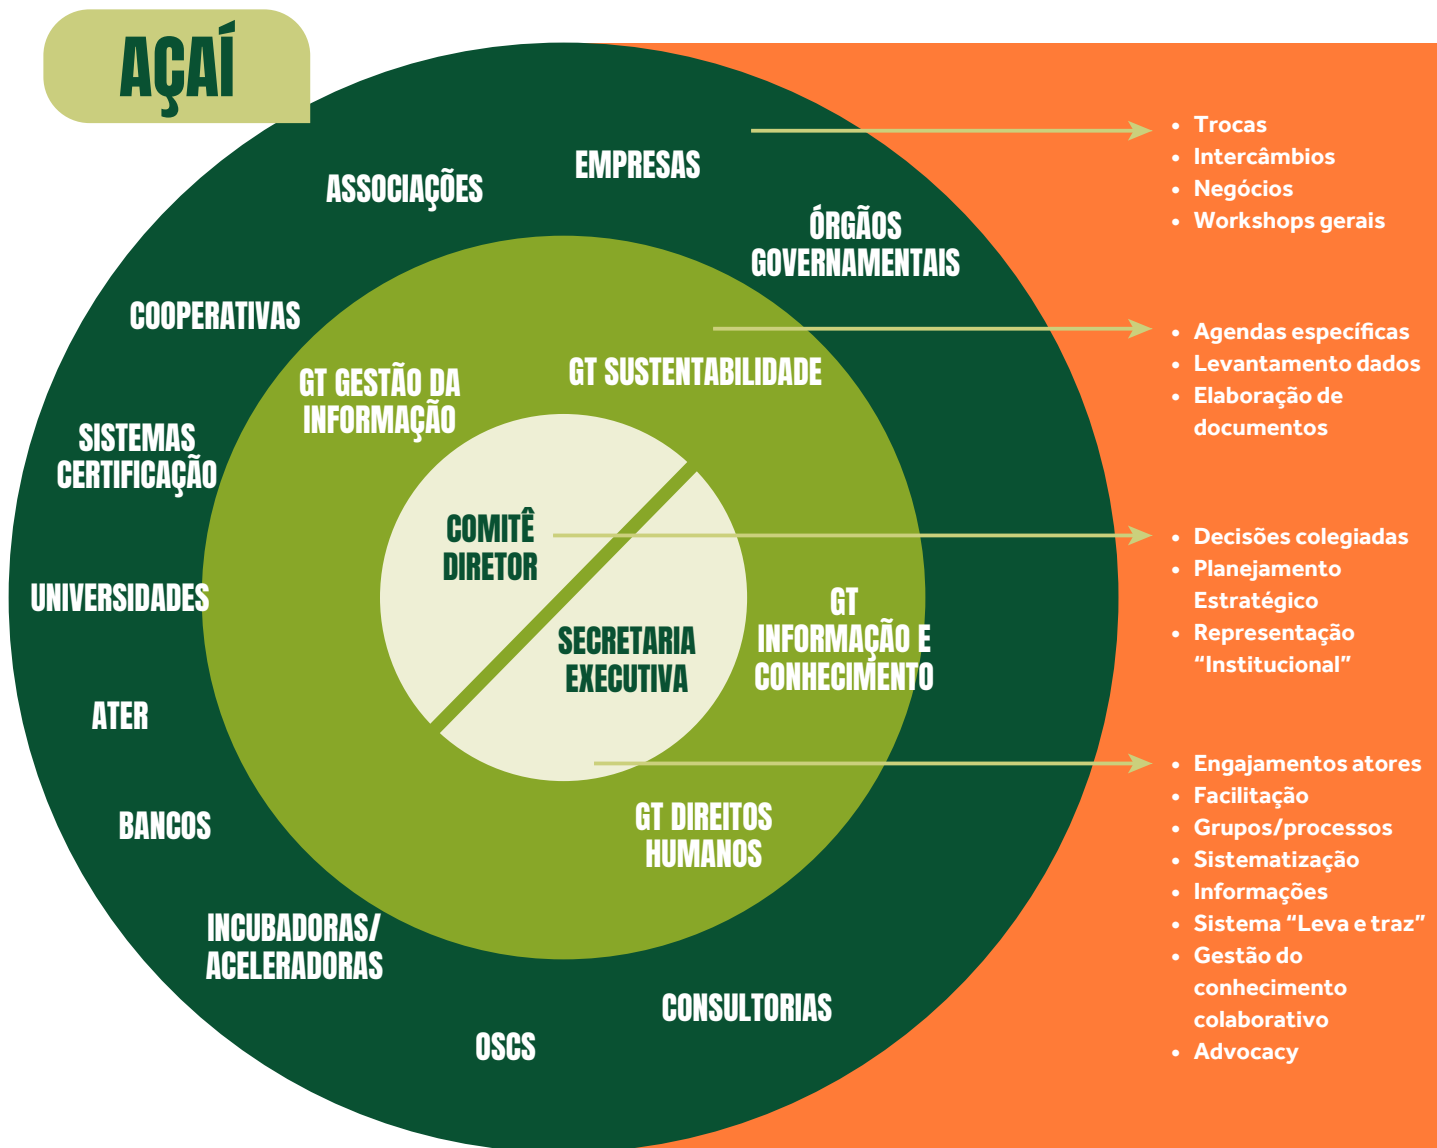 AÇAÍ
ASSOCIAÇÕES
EMPRESAS
ÓRGÃOS
GOVERNAMENTAIS
COOPERATIVAS
SISTEMAS
CERTIFICAÇÃO
UNIVERSIDADES
ATER
BANCOS
INCUBADORAS/
ACELERADORAS
OSCS
CONSULTORIAS
GT GESTÃO DA
INFORMAÇÃO
GT SUSTENTABILIDADE
GT
INFORMAÇÃO E
CONHECIMENTO
GT DIREITOS
HUMANOS
COMITÊ
DIRETOR
SECRETARIA
EXECUTIVA
• Trocas
• Intercâmbios
• Negócios
• Workshops gerais
• Agendas específicas
• Levantamento dados
• Elaboração de
documentos
• Decisões colegiadas
• Planejamento
Estratégico
• Representação
“Institucional”
• Engajamentos atores
• Facilitação
• Grupos/processos
• Sistematização
• Informações
• Sistema “Leva e traz”
• Gestão do
conhecimento
colaborativo
• Advocacy